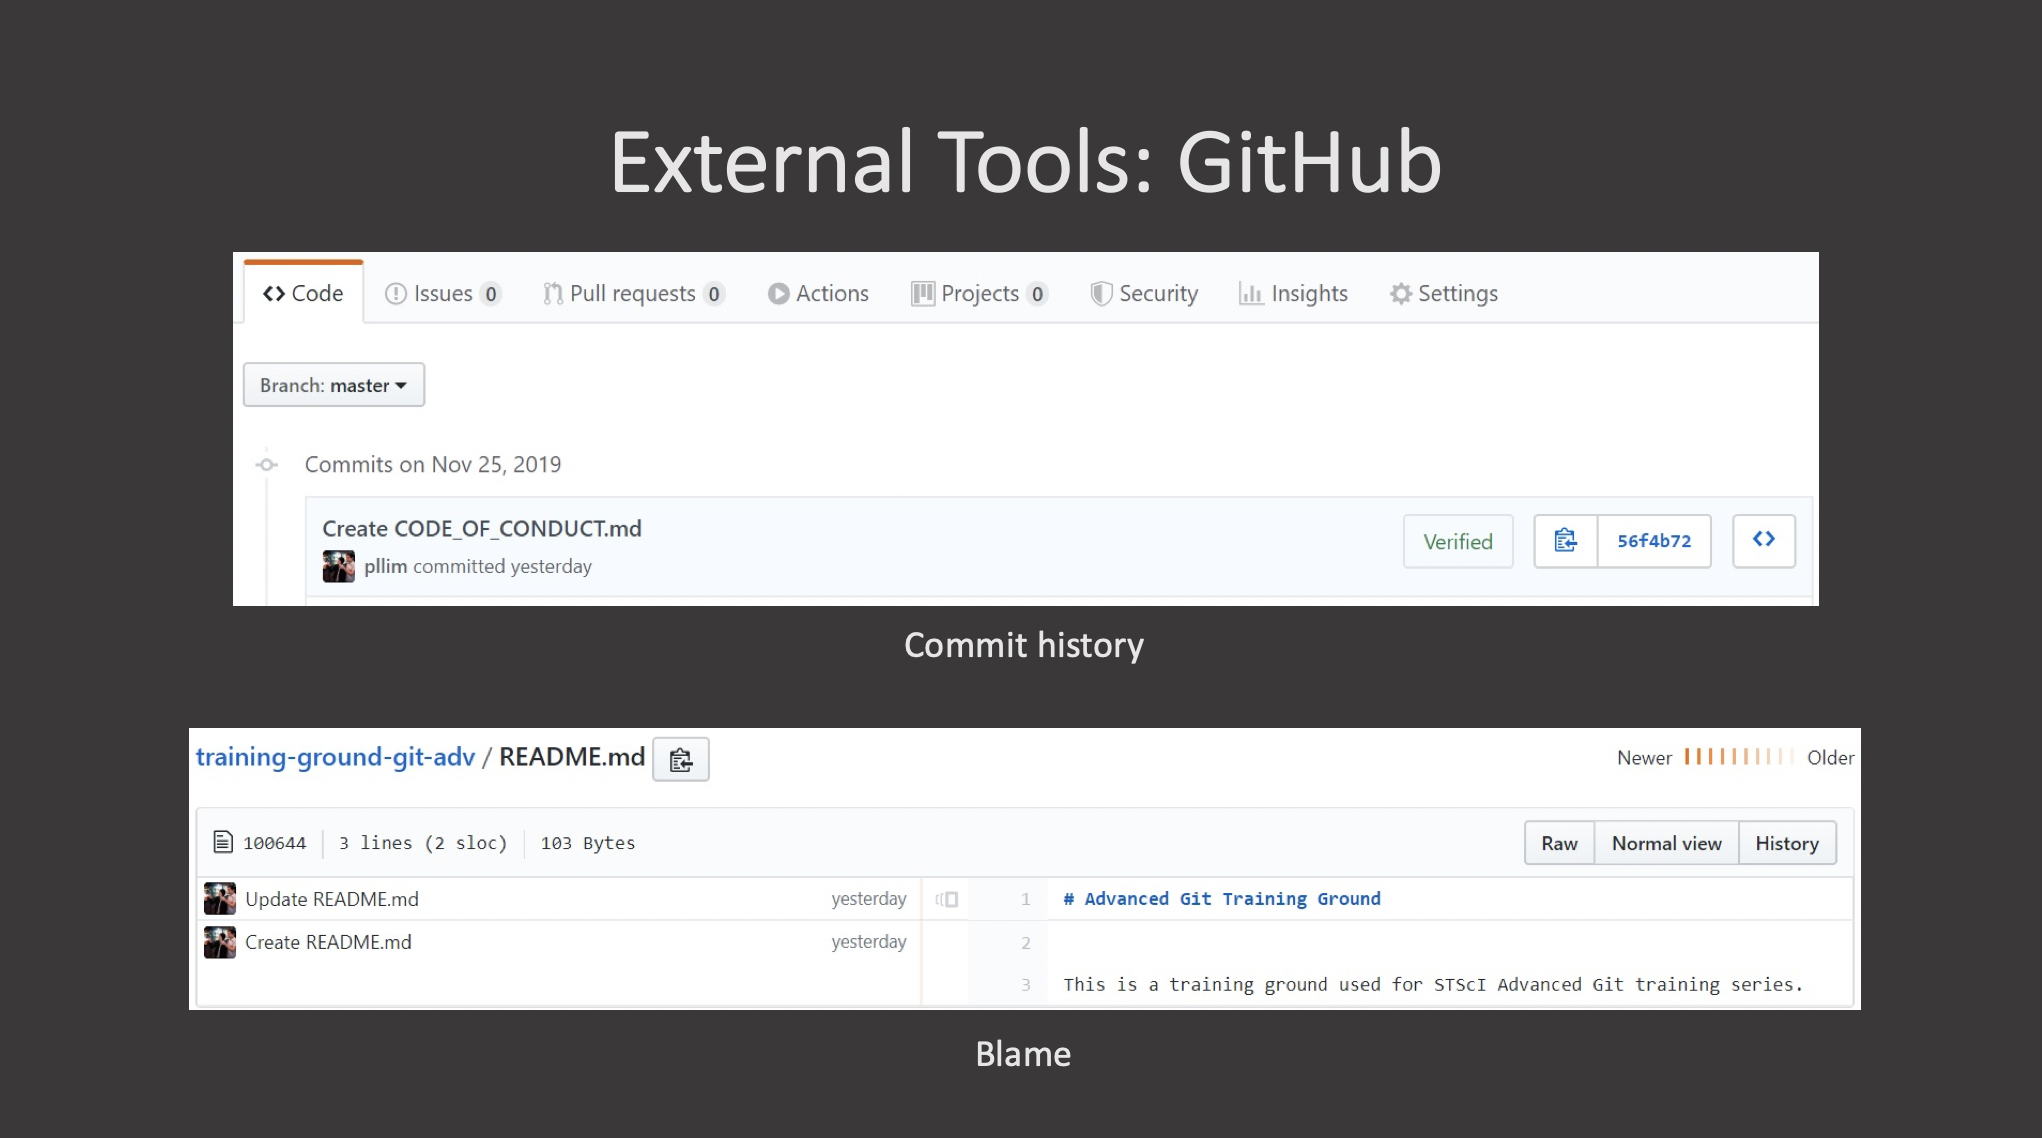 External Tools: GitHub
<> Code Issues 0 Pull requests 0 Actions Projects 0 Security Insights Settings
Branch: master
Commits on Nov 25, 2019
Create CODE_OF_CONDUCT.md
Verified 56f4b72 <>
pllim committed yesterday
Commit history
training-ground-git-adv / README.md
Newer Older
100644 3 lines (2 sloc) 103 Bytes
Raw Normal view History
Update README.md yesterday 1 # Advanced Git Training Ground
Create README.md yesterday 2
3 This is a training ground used for STScI Advanced Git training series.
Blame